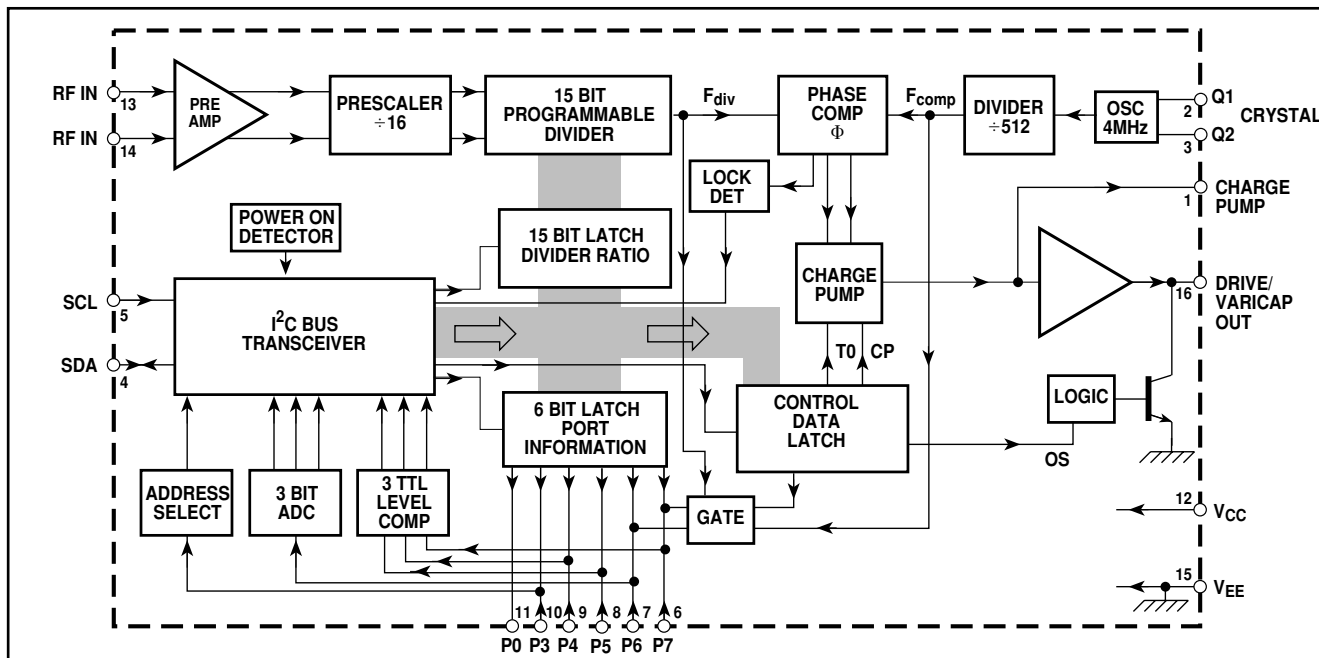 RF IN
13
RF IN
14
PRE
AMP
PRESCALER
÷16
15 BIT
PROGRAMMABLE
DIVIDER
Fdiv
PHASE
COMP
Φ
Fcomp
DIVIDER
÷512
OSC
4MHz
Q1
2
CRYSTAL
Q2
3
LOCK
DET
CHARGE
PUMP
1
POWER ON
DETECTOR
15 BIT LATCH
DIVIDER RATIO
CHARGE
PUMP
DRIVE/
VARICAP
OUT
16
SCL
5
I2C BUS
TRANSCEIVER
SDA
4
T0 CP
6 BIT LATCH
PORT
INFORMATION
CONTROL
DATA
LATCH
LOGIC
OS
ADDRESS
SELECT
3 BIT
ADC
3 TTL
LEVEL
COMP
GATE
12
VCC
15
VEE
11 10 9 8 7 6
P0 P3 P4 P5 P6 P7